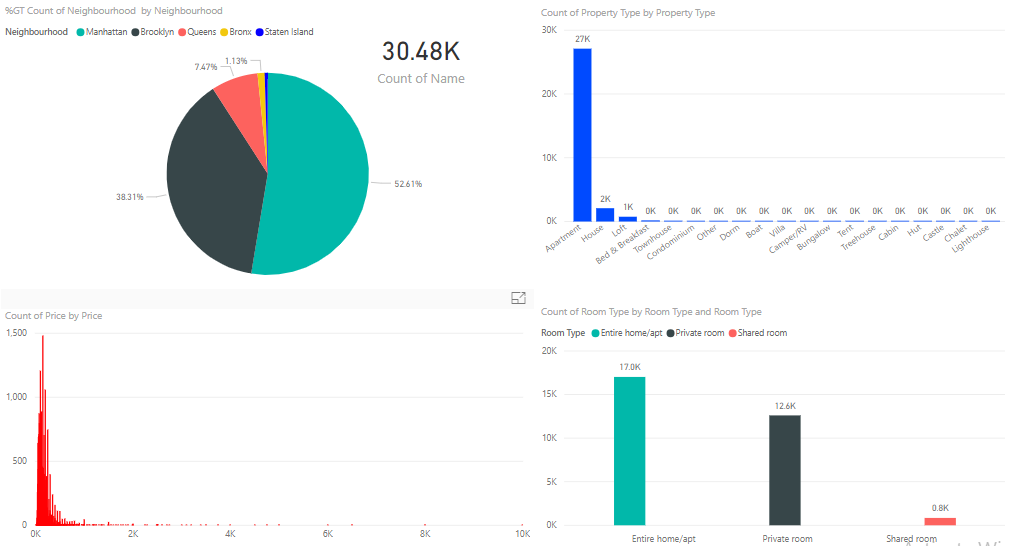 %GT Count of Neighbourhood by Neighbourhood
Neighbourhood Manhattan Brooklyn Queens Bronx Staten Island
30.48K
Count of Name
1.13%
7.47%
38.31%
52.61%
Count of Property Type by Property Type
30K
20K
10K
0K
27K 2K 1K 0K 0K 0K 0K 0K 0K 0K 0K 0K 0K 0K 0K 0K 0K 0K 0K
Apartment House Loft Bed & Breakfast Townhouse Condominium Other Dorm Boat Villa Camper/RV Bungalow Tent Treehouse Cabin Hut Castle Chalet Lighthouse
Count of Price by Price
1,500
1,000
500
0
0K 2K 4K 6K 8K 10K
Count of Room Type by Room Type and Room Type
Room Type Entire home/apt Private room Shared room
20K
15K
10K
5K
0K
17.0K
12.6K
0.8K
Entire home/apt Private room Shared room